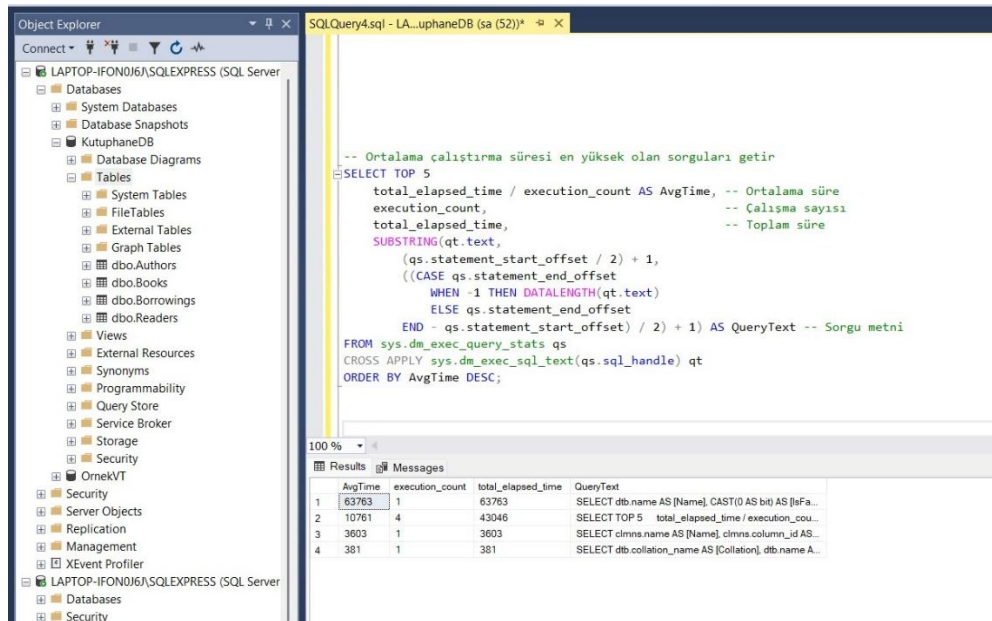 Object Explorer
Connect
LAPTOP-IFON0J6J\SQLEXPRESS (SQL Server
Databases
System Databases
Database Snapshots
KutuphaneDB
Database Diagrams
Tables
System Tables
FileTables
External Tables
Graph Tables
dbo.Authors
dbo.Books
dbo.Borrowings
dbo.Readers
Views
External Resources
Synonyms
Programmability
Query Store
Service Broker
Storage
Security
OrnekVT
Security
Server Objects
Replication
Management
XEvent Profiler
LAPTOP-IFON0J6J\SQLEXPRESS (SQL Server
Databases
Security
SQLQuery4.sql - LA...uphaneDB (sa (52))*
-- Ortalama çalıştırma süresi en yüksek olan sorguları getir
SELECT TOP 5
total_elapsed_time / execution_count AS AvgTime, -- Ortalama süre
execution_count, -- Çalışma sayısı
total_elapsed_time, -- Toplam süre
SUBSTRING(qt.text,
(qs.statement_start_offset / 2) + 1,
((CASE qs.statement_end_offset
WHEN -1 THEN DATALENGTH(qt.text)
ELSE qs.statement_end_offset
END - qs.statement_start_offset) / 2) + 1) AS QueryText -- Sorgu metni
FROM sys.dm_exec_query_stats qs
CROSS APPLY sys.dm_exec_sql_text(qs.sql_handle) qt
ORDER BY AvgTime DESC;
100 %
Results Messages
AvgTime execution_count total_elapsed_time QueryText
1 63763 1 63763 SELECT dtb.name AS [Name], CAST(0 AS bit) AS [IsFa...
2 10761 4 43046 SELECT TOP 5 total_elapsed_time / execution_cou...
3 3603 1 3603 SELECT clmns.name AS [Name], clmns.column_id AS...
4 381 1 381 SELECT dtb.collation_name AS [Collation], dtb.name A...